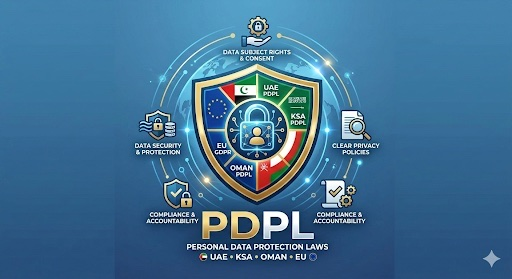 DATA SUBJECT RIGHTS
& CONSENT
UAE
PDPL
KSA
PDPL
EU
GDPR
OMAN
PDPL
DATA SECURITY
& PROTECTION
CLEAR PRIVACY
POLICIES
COMPLIANCE &
ACCOUNTABILITY
COMPLIANCE &
ACCOUNTABILITY
PDPL
PERSONAL DATA PROTECTION LAWS
UAE • KSA • OMAN • EU